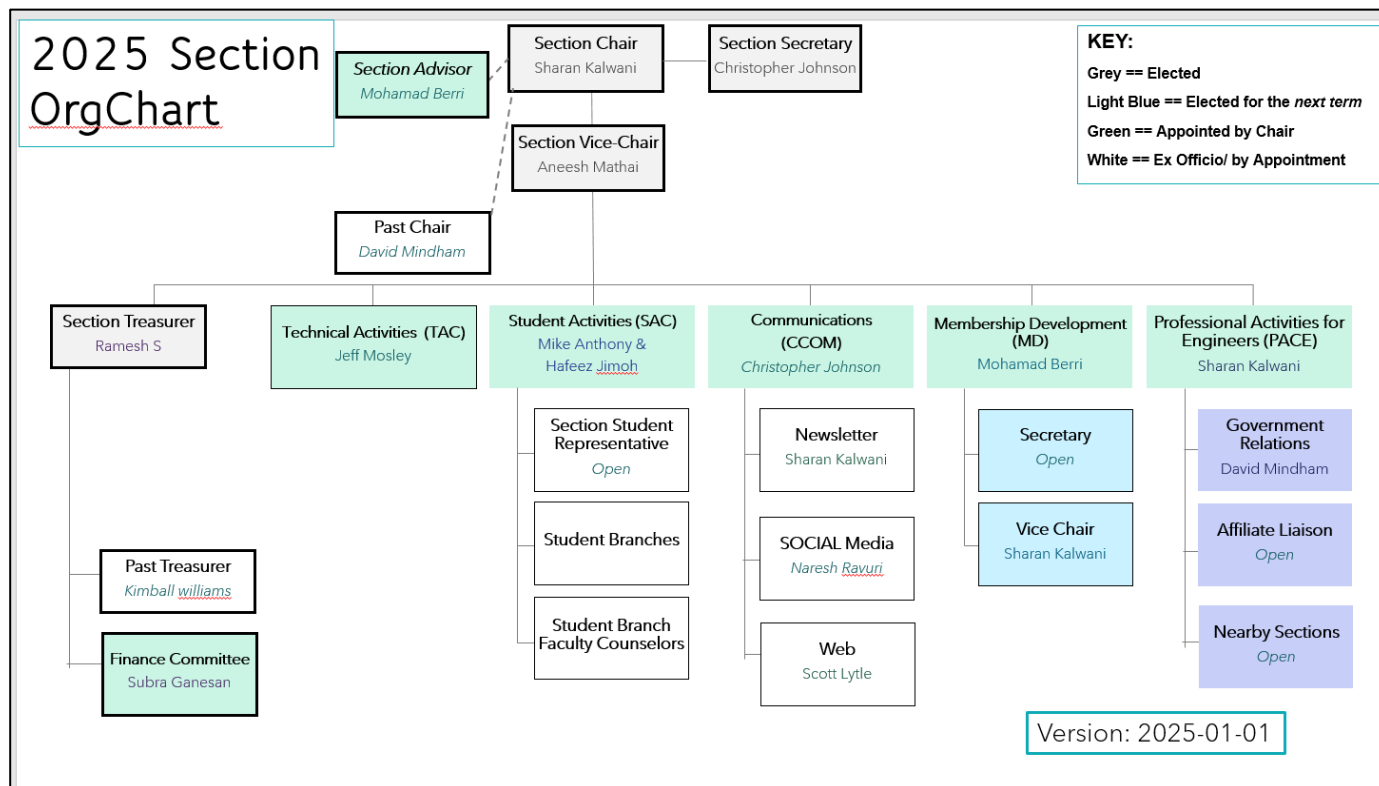 2025 Section
OrgChart
Section Advisor
Mohamad Berri
Section Chair
Sharan Kalwani
Section Secretary
Christopher Johnson
KEY:
Grey == Elected
Light Blue == Elected for the next term
Green == Appointed by Chair
White == Ex Officio/ by Appointment
Section Vice-Chair
Aneesh Mathai
Past Chair
David Mindham
Section Treasurer
Ramesh S
Technical Activities (TAC)
Jeff Mosley
Student Activities (SAC)
Mike Anthony &
Hafeez Jimoh
Communications
(CCOM)
Christopher Johnson
Membership Development
(MD)
Mohamad Berri
Professional Activities for
Engineers (PACE)
Sharan Kalwani
Section Student
Representative
Open
Newsletter
Sharan Kalwani
Secretary
Open
Government
Relations
David Mindham
Student Branches
SOCIAL Media
Naresh Ravuri
Vice Chair
Sharan Kalwani
Affiliate Liaison
Open
Past Treasurer
Kimball williams
Student Branch
Faculty Counselors
Web
Scott Lytle
Nearby Sections
Open
Finance Committee
Subra Ganesan
Version: 2025-01-01